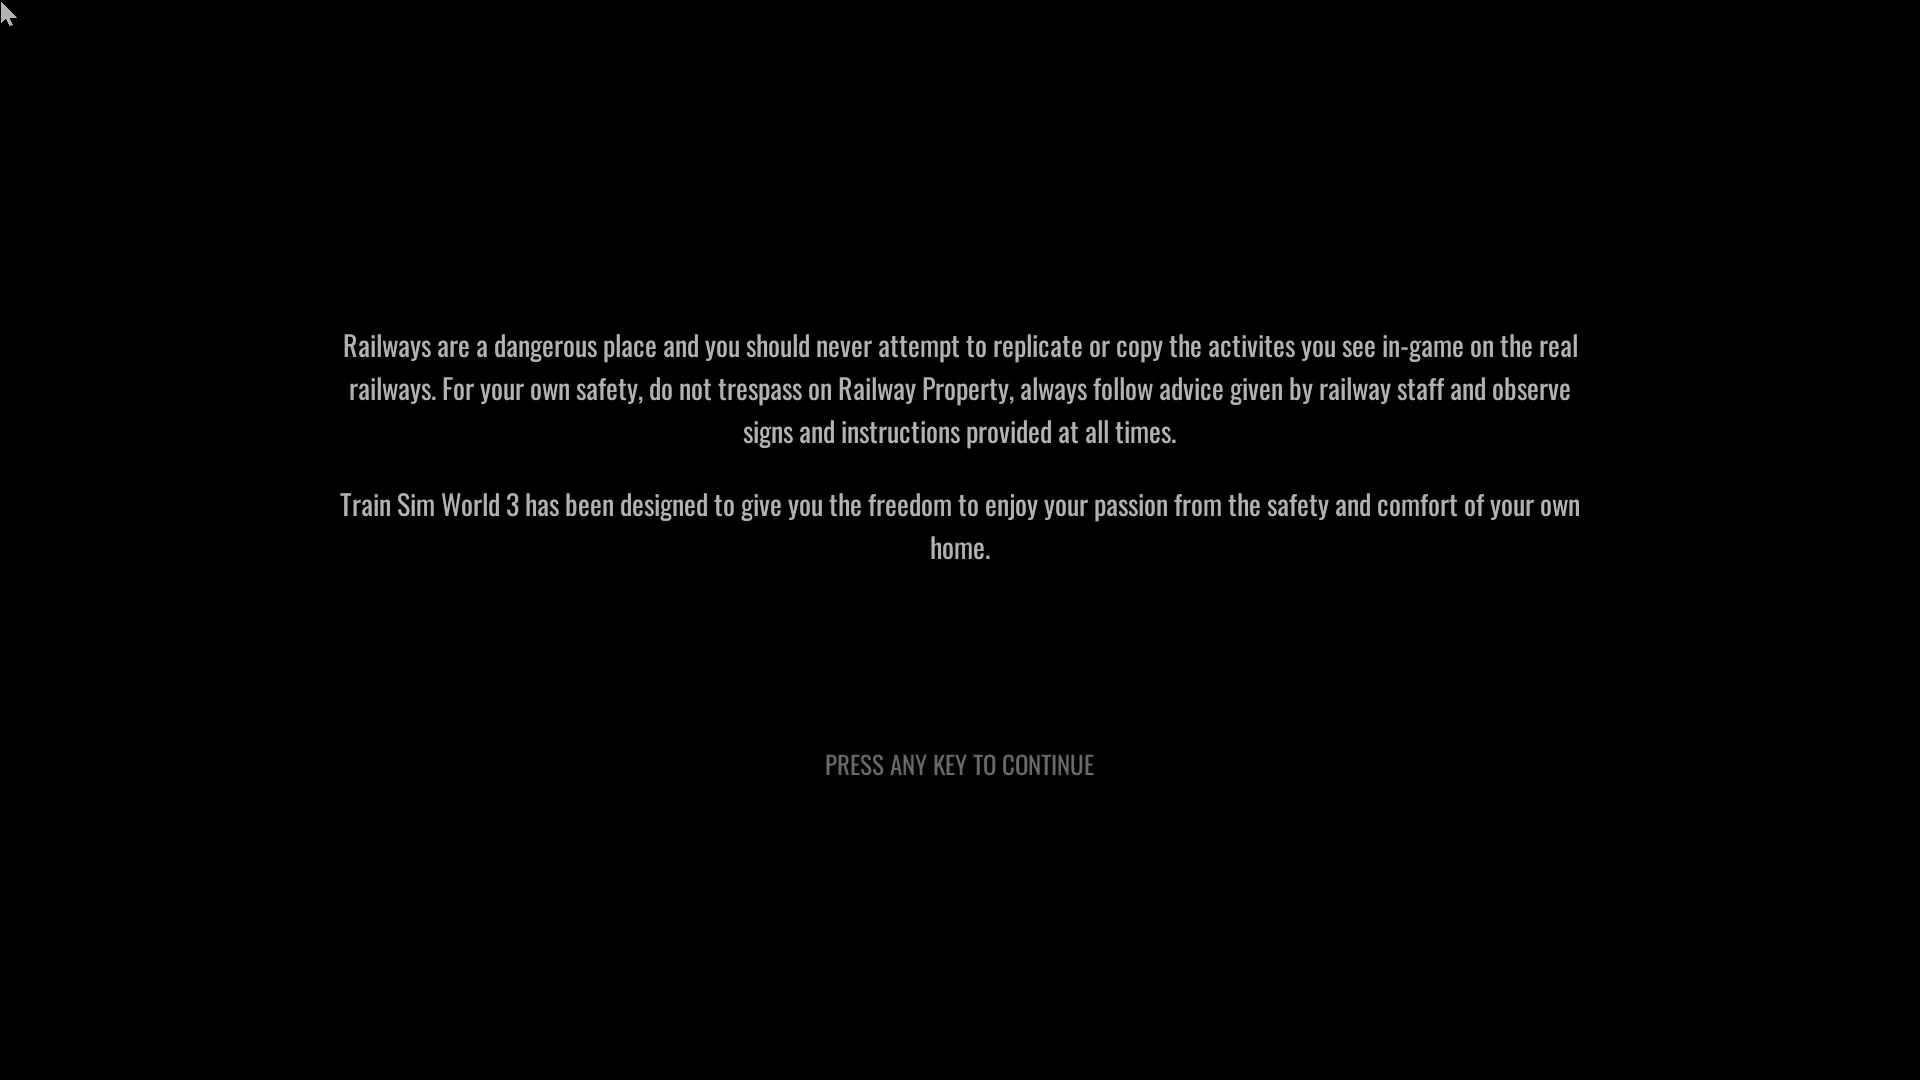 Railways are a dangerous place and you should never attempt to replicate or copy the activites you see in-game on the real
railways. For your own safety, do not trespass on Railway Property, always follow advice given by railway staff and observe
signs and instructions provided at all times.
Train Sim World 3 has been designed to give you the freedom to enjoy your passion from the safety and comfort of your own
home.
PRESS ANY KEY TO CONTINUE